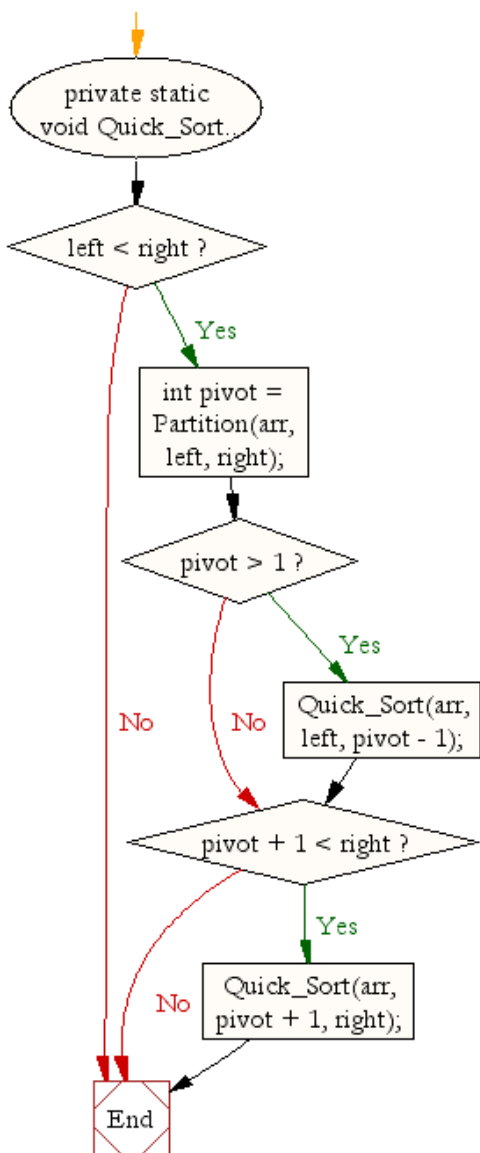 private static
void Quick_Sort..
left < right ?
Yes
int pivot =
Partition(arr,
left, right);
pivot > 1 ?
Yes
No
No
Quick_Sort(arr,
left, pivot - 1);
pivot + 1 < right ?
Yes
No
Quick_Sort(arr,
pivot + 1, right);
End